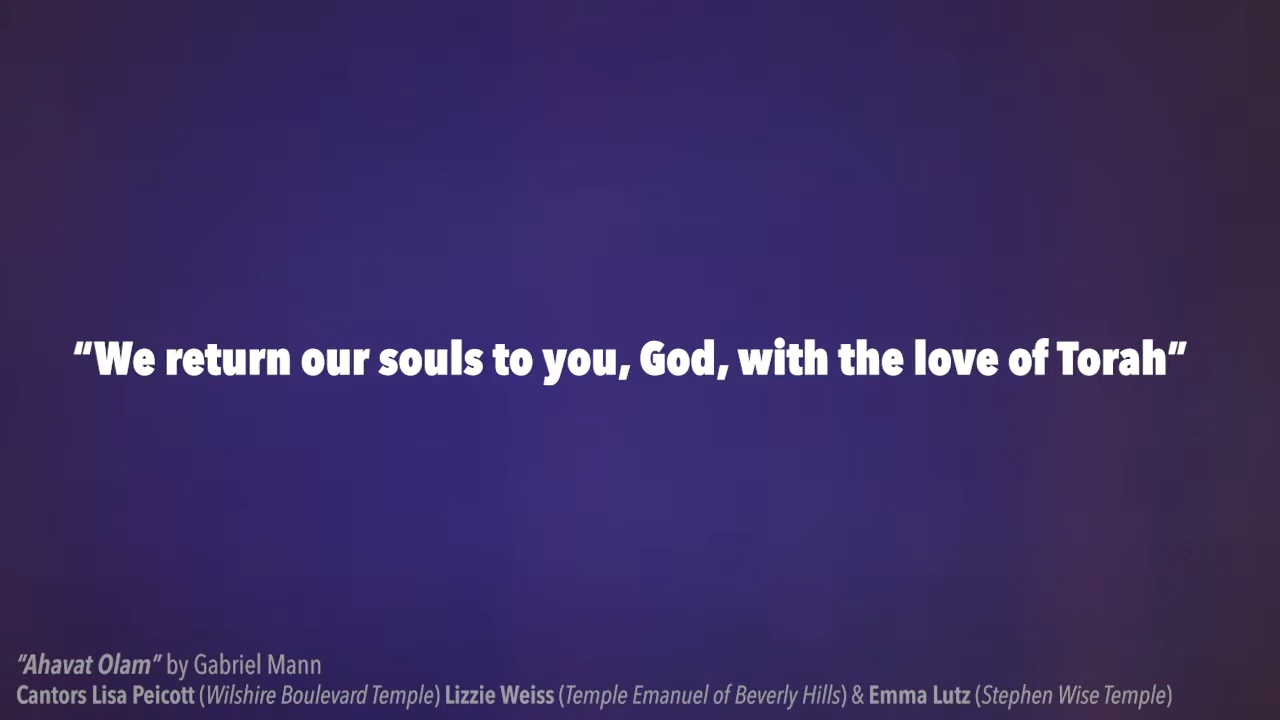 “We return our souls to you, God, with the love of Torah”
“Ahavat Olam” by Gabriel Mann
Cantors Lisa Peicott (Wilshire Boulevard Temple) Lizzie Weiss (Temple Emanuel of Beverly Hills) & Emma Lutz (Stephen Wise Temple)